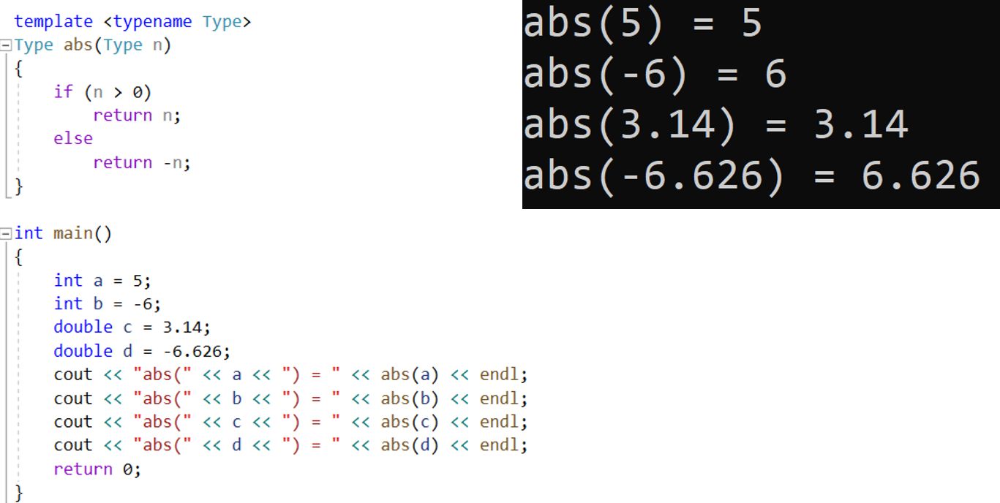 template <typename Type>
Type abs(Type n)
{
    if (n > 0)
        return n;
    else
        return -n;
}
int main()
{
    int a = 5;
    int b = -6;
    double c = 3.14;
    double d = -6.626;
    cout << "abs(" << a << ") = " << abs(a) << endl;
    cout << "abs(" << b << ") = " << abs(b) << endl;
    cout << "abs(" << c << ") = " << abs(c) << endl;
    cout << "abs(" << d << ") = " << abs(d) << endl;
    return 0;
}
abs(5) = 5
abs(-6) = 6
abs(3.14) = 3.14
abs(-6.626) = 6.626